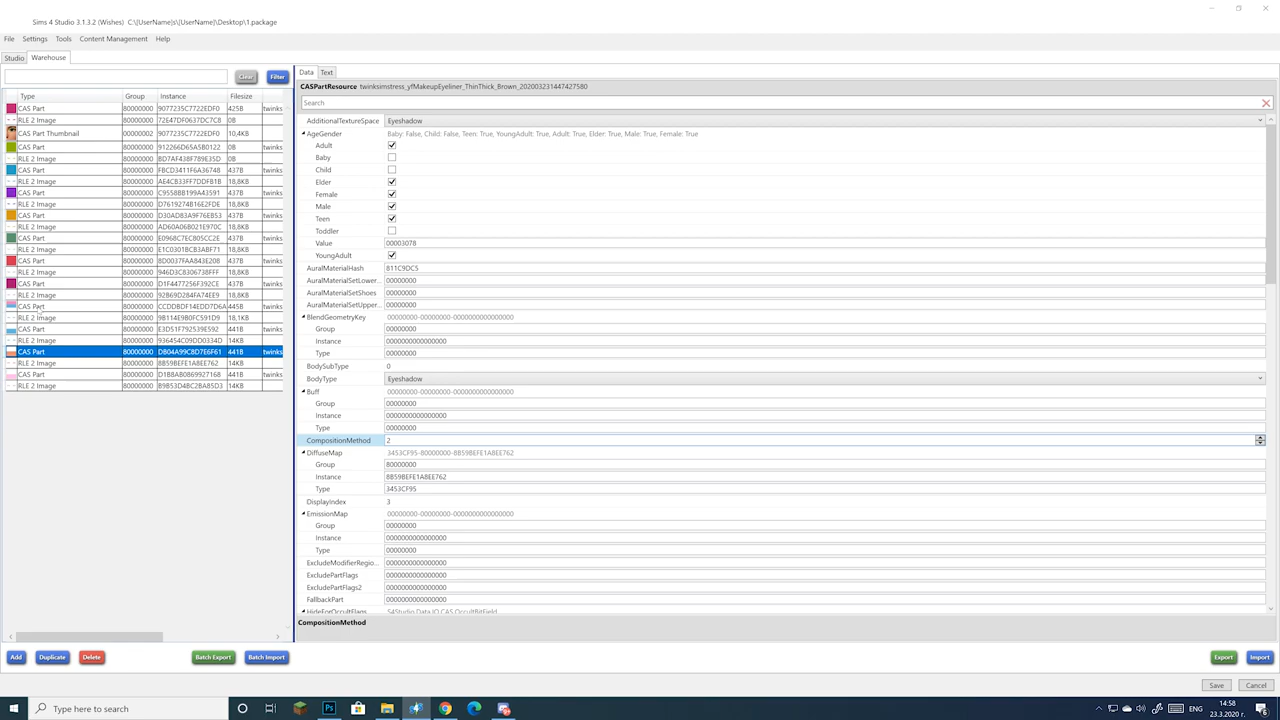 Sims 4 Studio 3.1.3.2 (Wishes) C:\[UserName]s\[UserName]\Desktop\1.package
File Settings Tools Content Management Help
Studio Warehouse
Clear Filter
Type Group Instance Filesize
CAS Part 80000000 9077235C7722EDF0 425B twinks
RLE 2 Image 80000000 72E47DF0637DC7C8 0B
CAS Part Thumbnail 00000002 9077235C7722EDF0 10,4KB
CAS Part 80000000 912266D65A5B0122 0B
RLE 2 Image 80000000 BD7AF438F789E35D 0B
CAS Part 80000000 FBCD3411F6A36748 437B twinks
RLE 2 Image 80000000 AE4CB33FF7DDFB1B 18,8KB
CAS Part 80000000 C9558BB199A43591 437B twinks
RLE 2 Image 80000000 D7619274B16E2FD8 18,8KB
CAS Part 80000000 D30AD83A9F76EB53 437B twinks
RLE 2 Image 80000000 AD60A06B021E970C 18,8KB
CAS Part 80000000 E0968C7EC805CC2E 437B twinks
RLE 2 Image 80000000 E1C0301BCB3ABF71 18,8KB
CAS Part 80000000 8D0037FAA843E208 437B twinks
RLE 2 Image 80000000 946D3C8306738FFF 18,8KB
CAS Part 80000000 D1F4477256F392CE 437B twinks
RLE 2 Image 80000000 92B69D284FA74EE9 18,8KB
CAS Part 80000000 CCDDBDF14EDD7D6A 445B twinks
RLE 2 Image 80000000 9B114E9B0FC591D9 18,1KB
CAS Part 80000000 E3D51F792539E592 441B twinks
RLE 2 Image 80000000 936454C09DD0334D 14KB
CAS Part 80000000 DB04A99C8D7E6F61 441B twinks
RLE 2 Image 80000000 8B59BEFE1A8EE762 14KB
CAS Part 80000000 D1B8AB0869927168 441B twinks
RLE 2 Image 80000000 B9B53D4BC2BA85D3 14KB
Add Duplicate Delete Batch Export Batch Import
Data Text
CASPartResource twinksimstress_yfMakeupEyeliner_ThinThick_Brown_202003231447427580
Search
AdditionalTextureSpace Eyeshadow
AgeGender Baby: False, Child: False, Teen: True, YoungAdult: True, Adult: True, Elder: True, Male: True, Female: True
Adult
Baby
Child
Elder
Female
Male
Teen
Toddler
Value 00003078
YoungAdult
AuralMaterialHash 811C9DC5
AuralMaterialSetLower... 00000000
AuralMaterialSetShoes 00000000
AuralMaterialSetUpper... 00000000
BlendGeometryKey 00000000-00000000-0000000000000000
Group 00000000
Instance 0000000000000000
Type 00000000
BodySubType 0
BodyType Eyeshadow
Buff 00000000-00000000-0000000000000000
Group 00000000
Instance 0000000000000000
Type 00000000
CompositionMethod 2
DiffuseMap 3453CF95-80000000-8B59BEFE1A8EE762
Group 80000000
Instance 8B59BEFE1A8EE762
Type 3453CF95
DisplayIndex 3
EmissionMap 00000000-00000000-0000000000000000
Group 00000000
Instance 0000000000000000
Type 00000000
ExcludeModifierRegio... 0000000000000000
ExcludePartFlags 0000000000000000
ExcludePartFlags2 0000000000000000
FallbackPart 0000000000000000
HideForOccultFlags S4Studio.Data.IO.CAS.OccultBitField
CompositionMethod
Export Import
Save Cancel
Type here to search
ENG
14:58
23.3.2020 г.
6